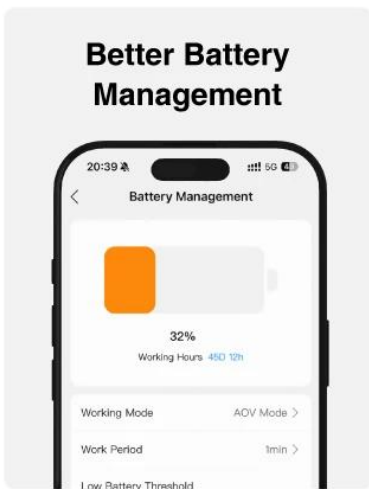 Better Battery
Management
20:39
5G
Battery Management
32%
Working Hours 45D 12h
Working Mode
AOV Mode >
Work Period
1min >
Low Battery Threshold